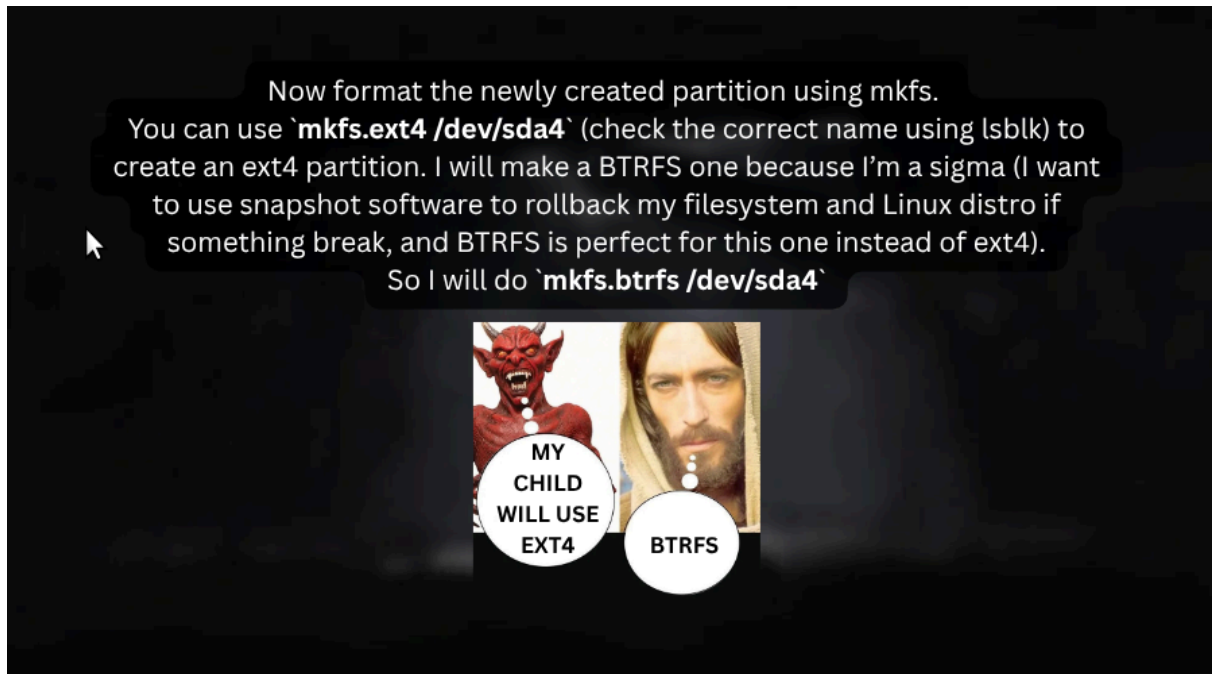 Now format the newly created partition using mkfs.
You can use `mkfs.ext4 /dev/sda4` (check the correct name using lsblk) to
create an ext4 partition. I will make a BTRFS one because I’m a sigma (I want
to use snapshot software to rollback my filesystem and Linux distro if
something break, and BTRFS is perfect for this one instead of ext4).
So I will do `mkfs.btrfs /dev/sda4`
MY
CHILD
WILL USE
EXT4
BTRFS